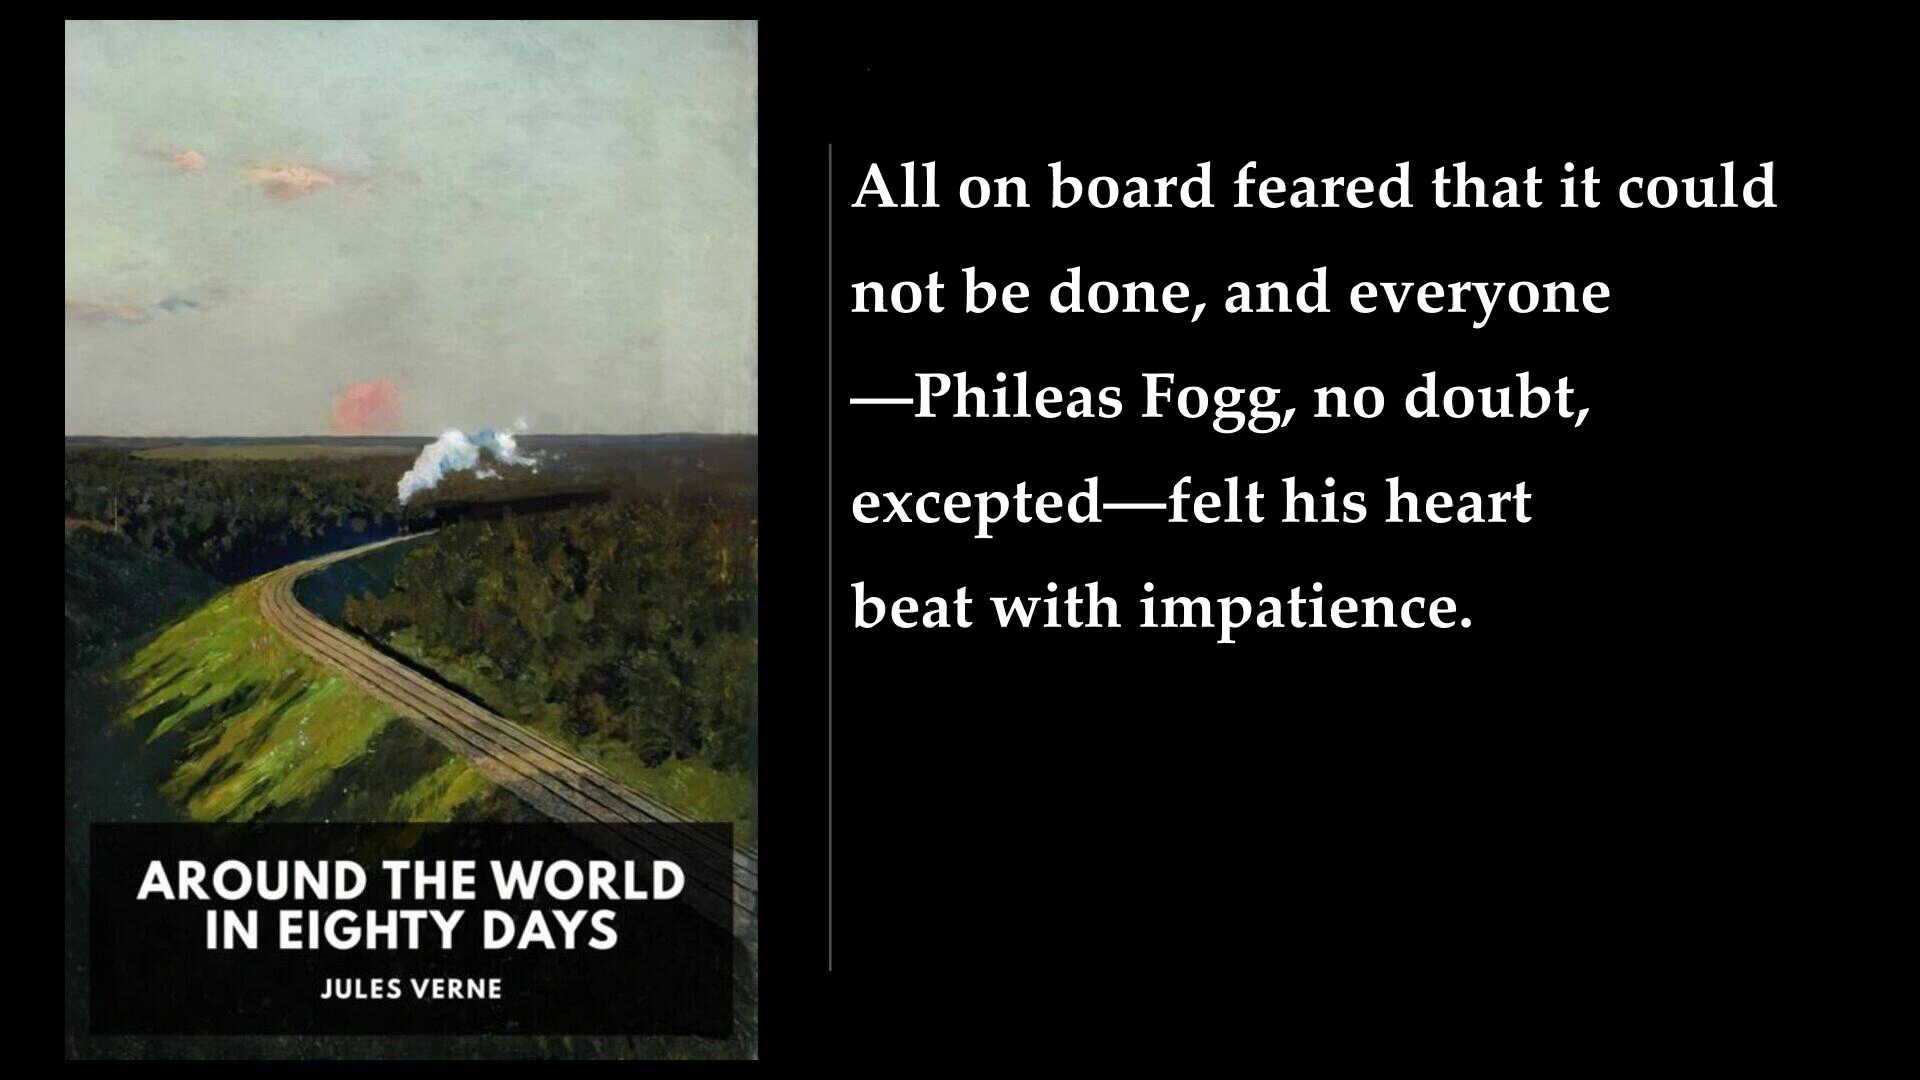 All on board feared that it could
not be done, and everyone
—Phileas Fogg, no doubt,
excepted—felt his heart
beat with impatience.
AROUND THE WORLD
IN EIGHTY DAYS
JULES VERNE